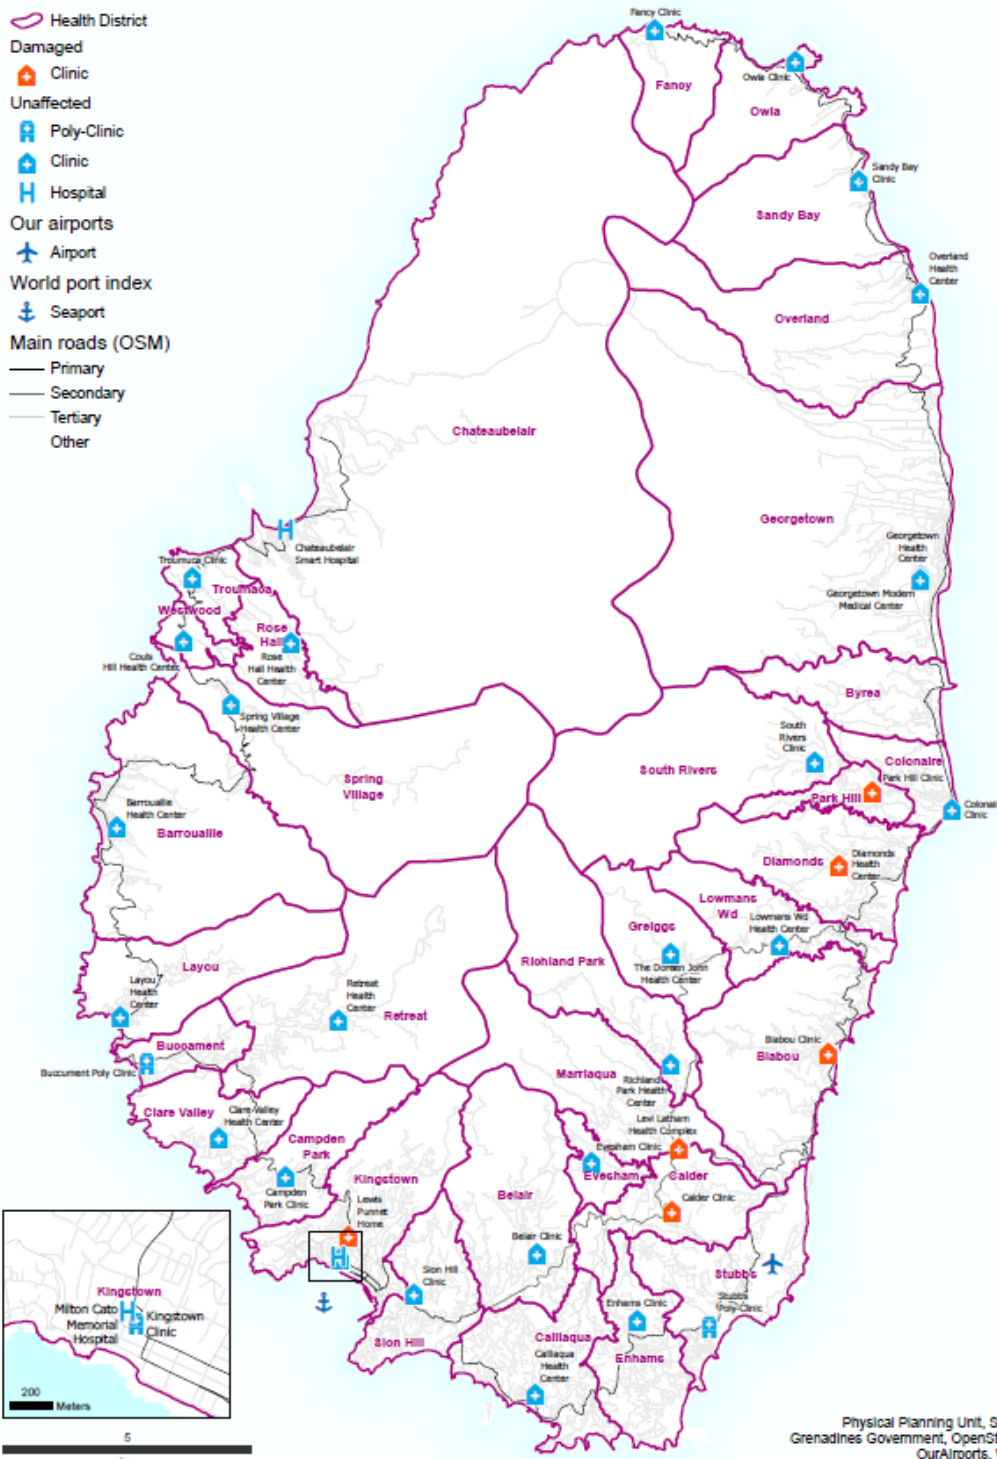 Health District
Damaged
Clinic
Unaffected
Poly-Clinic
Clinic
Hospital
Our airports
Airport
World port index
Seaport
Main roads (OSM)
Primary
Secondary
Tertiary
Other
Fancy Clinic
Fancy
Owia Clinic
Owia
Sandy Bay
Clinic
Sandy Bay
Overland
Health
Center
Overland
Chateaubelair
Georgetown
Georgetown
Health
Center
Georgetown Modern
Medical Center
Chateaubelair
Smart Hospital
Troumaca Clinic
Troumaca
Westwood
Rose
Hall
Rose
Hall Health
Center
Couls
Hill Health Center
Spring Village
Health Center
Spring
Village
Byrea
South
Rivers
Clinic
South Rivers
Colonaire
Park Hill Clinic
Park Hill
Colonai
Clinic
Barrouallie
Health Center
Barrouallie
Diamonds
Diamonds
Health
Center
Lowmans
Wd
Lowmans Wd
Health Center
Greiggs
The Doreen John
Health Center
Richland Park
Layou
Layou
Health
Center
Retreat
Health
Center
Retreat
Buccament
Buccument Poly Clinic
Biabou Clinic
Biabou
Marriaqua
Richland
Park Health
Center
Levi Latham
Health Complex
Clare Valley
Clare Valley
Health Center
Campden
Park
Campden
Park Clinic
Kingstown
Lewis
Punnet
Home
Belair
Belair Clinic
Evesham Clinic
Evesham
Calder
Calder Clinic
Stubbs
Stubbs
Poly-Clinic
Sion Hill
Clinic
Sion Hill
Enhams Clinic
Enhams
Calliaqua
Calliaqua
Health
Center
Kingstown
Milton Cato
Memorial
Hospital
Kingstown
Clinic
200
Meters
5
Physical Planning Unit, S
Grenadines Government, OpenSt
OurAirports,